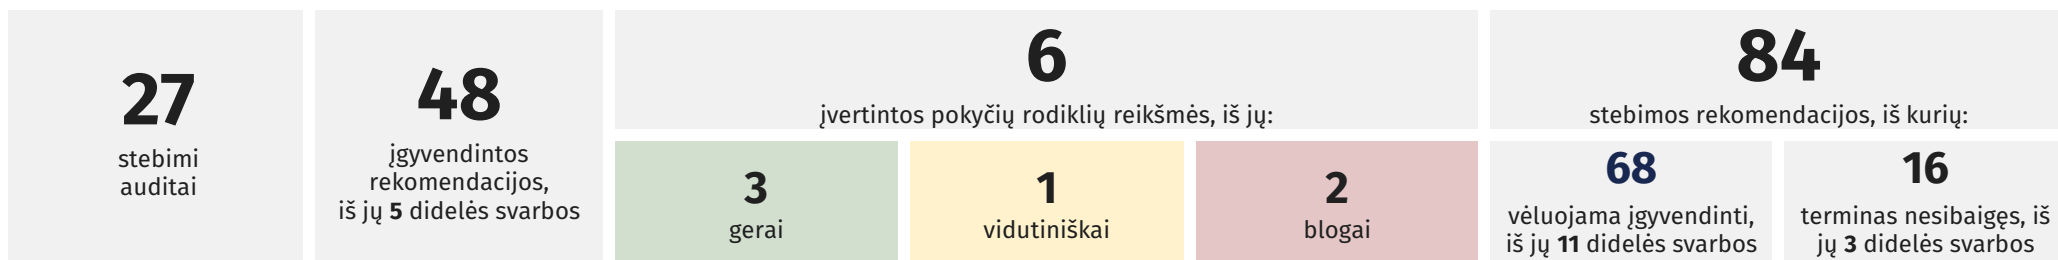 27
stebimi
auditai
48
įgyvendintos
rekomendacijos,
iš jų 5 didelės svarbos
6
įvertintos pokyčių rodiklių reikšmės, iš jų:
3
gerai
1
vidutiniškai
2
blogai
84
stebimos rekomendacijos, iš kurių:
68
vėluojama įgyvendinti,
iš jų 11 didelės svarbos
16
terminas nesibaigęs, iš
jų 3 didelės svarbos